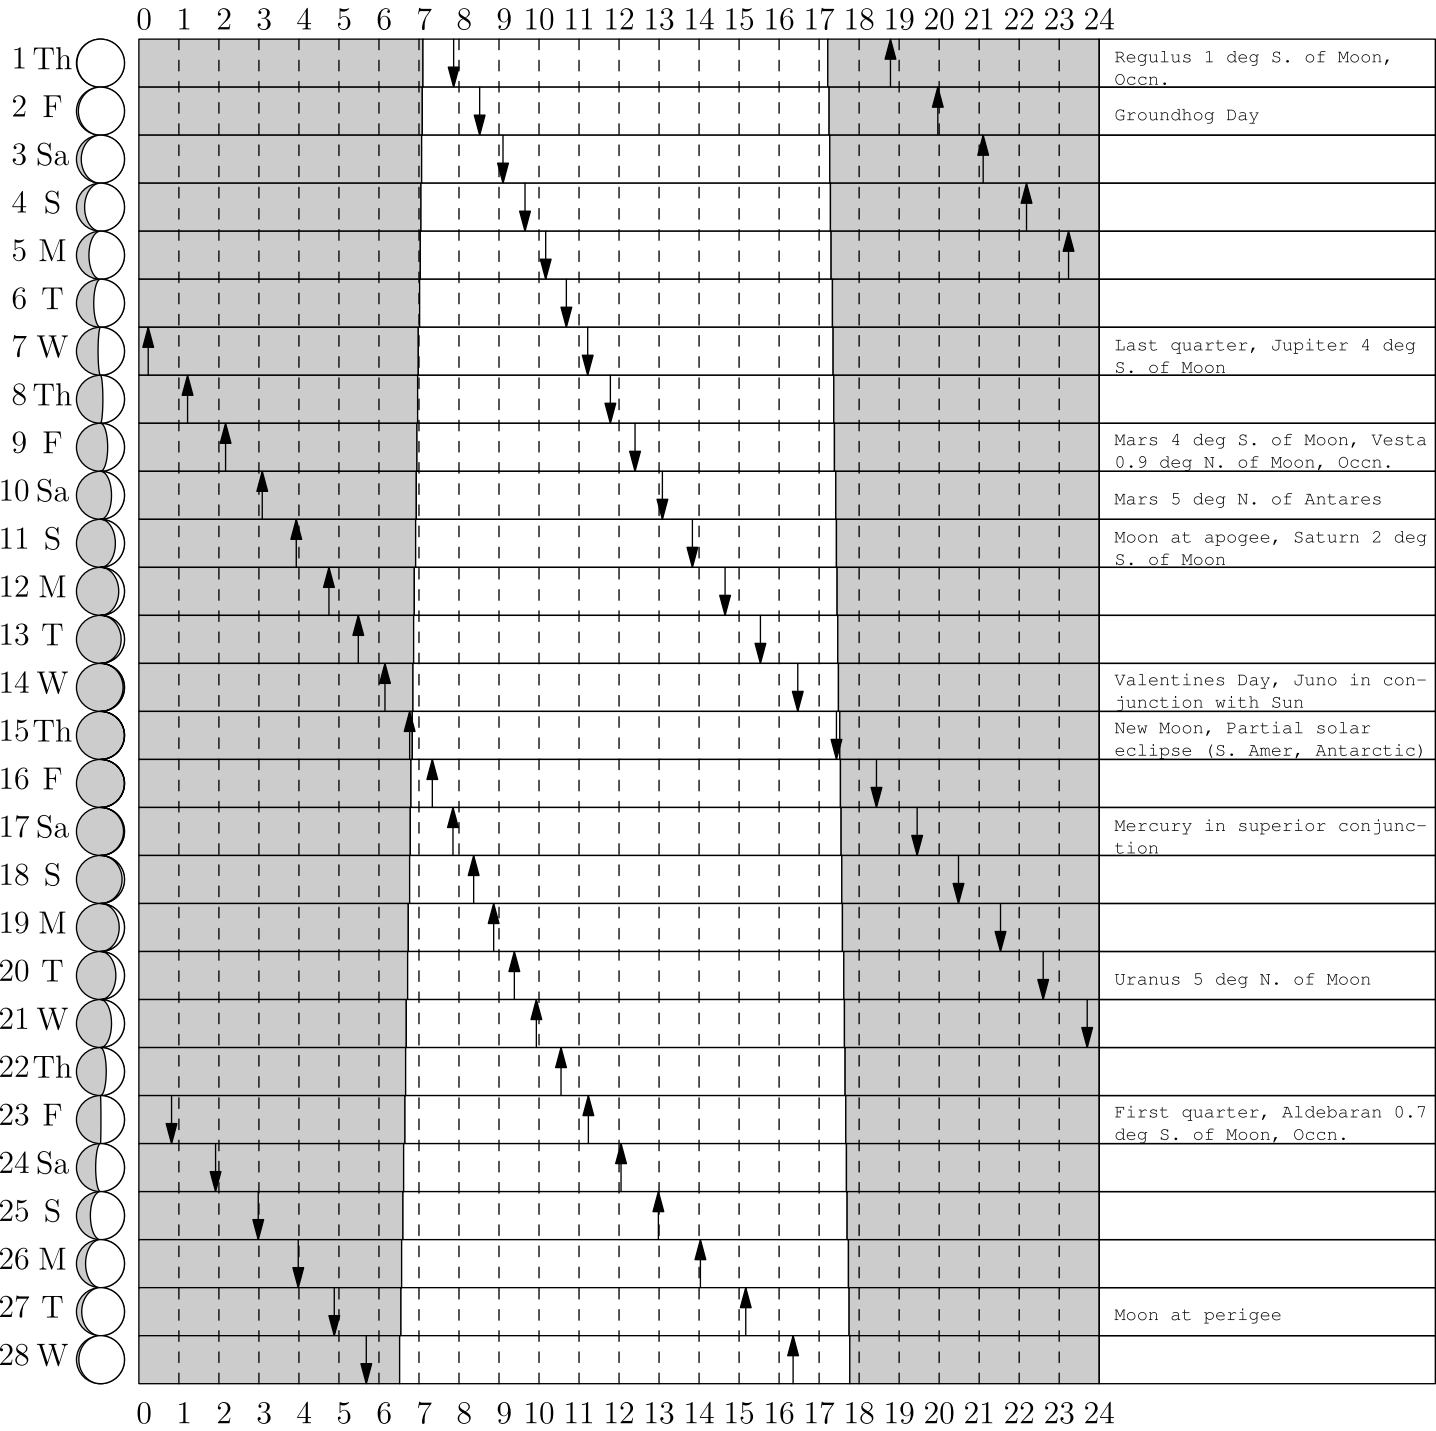 0 1 2 3 4 5 6 7 8 9 10 11 12 13 14 15 16 17 18 19 20 21 22 23 24
1 Th Regulus 1 deg S. of Moon,
Occn.
2 F Groundhog Day
3 Sa
4 S
5 M
6 T
7 W Last quarter, Jupiter 4 deg
S. of Moon
8 Th
9 F Mars 4 deg S. of Moon, Vesta
0.9 deg N. of Moon, Occn.
10 Sa Mars 5 deg N. of Antares
11 S Moon at apogee, Saturn 2 deg
S. of Moon
12 M
13 T
14 W Valentines Day, Juno in con-
junction with Sun
15 Th New Moon, Partial solar
eclipse (S. Amer, Antarctic)
16 F
17 Sa Mercury in superior conjunc-
tion
18 S
19 M
20 T Uranus 5 deg N. of Moon
21 W
22 Th
23 F First quarter, Aldebaran 0.7
deg S. of Moon, Occn.
24 Sa
25 S
26 M
27 T Moon at perigee
28 W
0 1 2 3 4 5 6 7 8 9 10 11 12 13 14 15 16 17 18 19 20 21 22 23 24